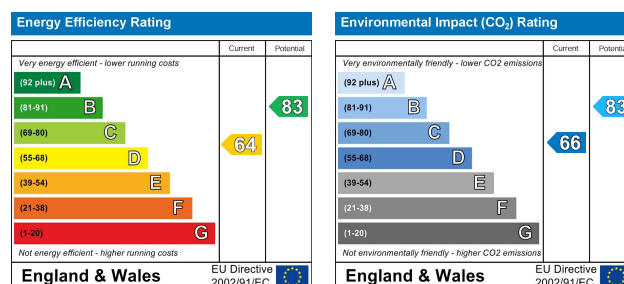 Energy Efficiency Rating
Current Potential
Very energy efficient - lower running costs
(92 plus) A
(81-91) B 83
(69-80) C
64
(55-68) D
(39-54) E
(21-38) F
(1-20) G
Not energy efficient - higher running costs
England & Wales
EU Directive
2002/91/EC
Environmental Impact (CO2) Rating
Current Potentia
Very environmentally friendly - lower CO2 emissions
(92 plus) A
(81-91) B 83
(69-80) C
66
(55-68) D
(39-54) E
(21-38) F
(1-20) G
Not environmentally friendly - higher CO2 emissions
England & Wales
EU Directive
2002/91/EC